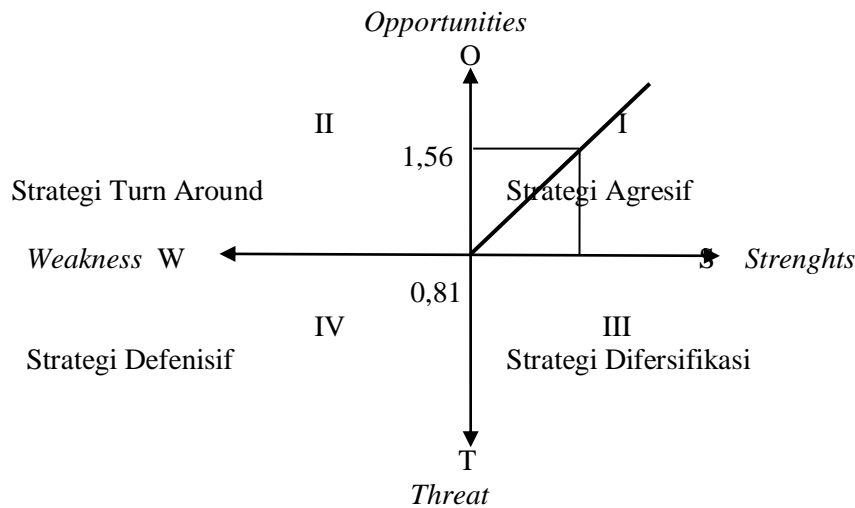 Opportunities
O
II
I
1,56
Strategi Turn Around
Strategi Agresif
Weakness W
S Strenghts
0,81
IV
III
Strategi Defenisif
Strategi Difersifikasi
T
Threat